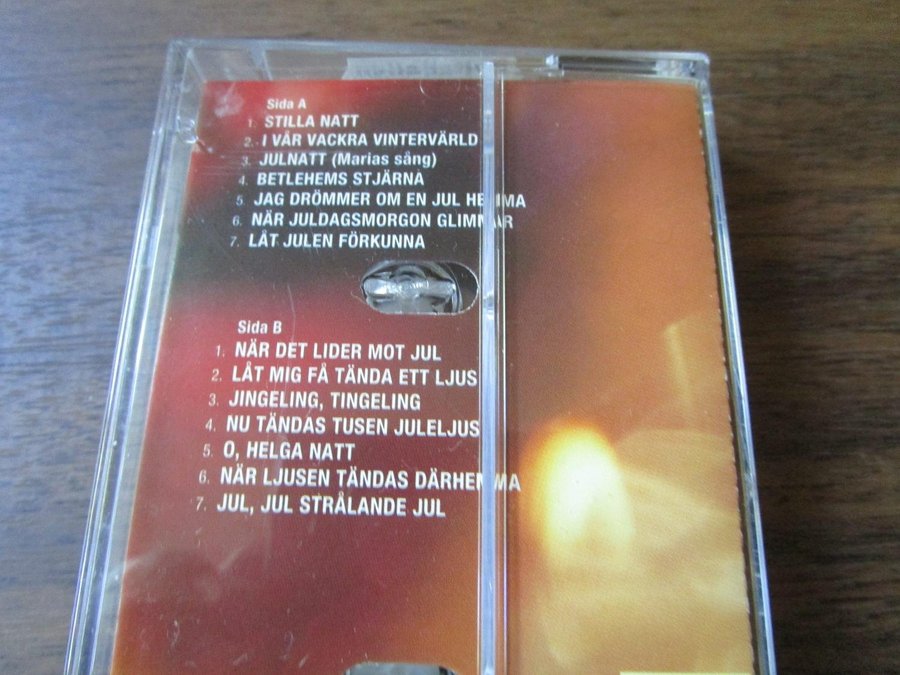 Sida A
1. STILLA NATT
2. I VÅR VACKRA VINTERVÄRLD
3. JULNATT (Marias sång)
4. BETLEHEMS STJÄRNA
5 JAG DRÖMMER OM EN JUL HEMMA
6. NÄR JULDAGSMORGON GLIMMAR
7. LÅT JULEN FÖRKUNNA
Sida B
1. NÄR DET LIDER MOT JUL
2. LÅT MIG FÅ TÄNDA ETT LJUS
3. JINGELING, TINGELING
4. NU TÄNDAS TUSEN JULELJUS
5. O, HELGA NATT
6. NÄR LJUSEN TÄNDAS DÄRHEMMA
7. JUL, JUL STRÅLANDE JUL